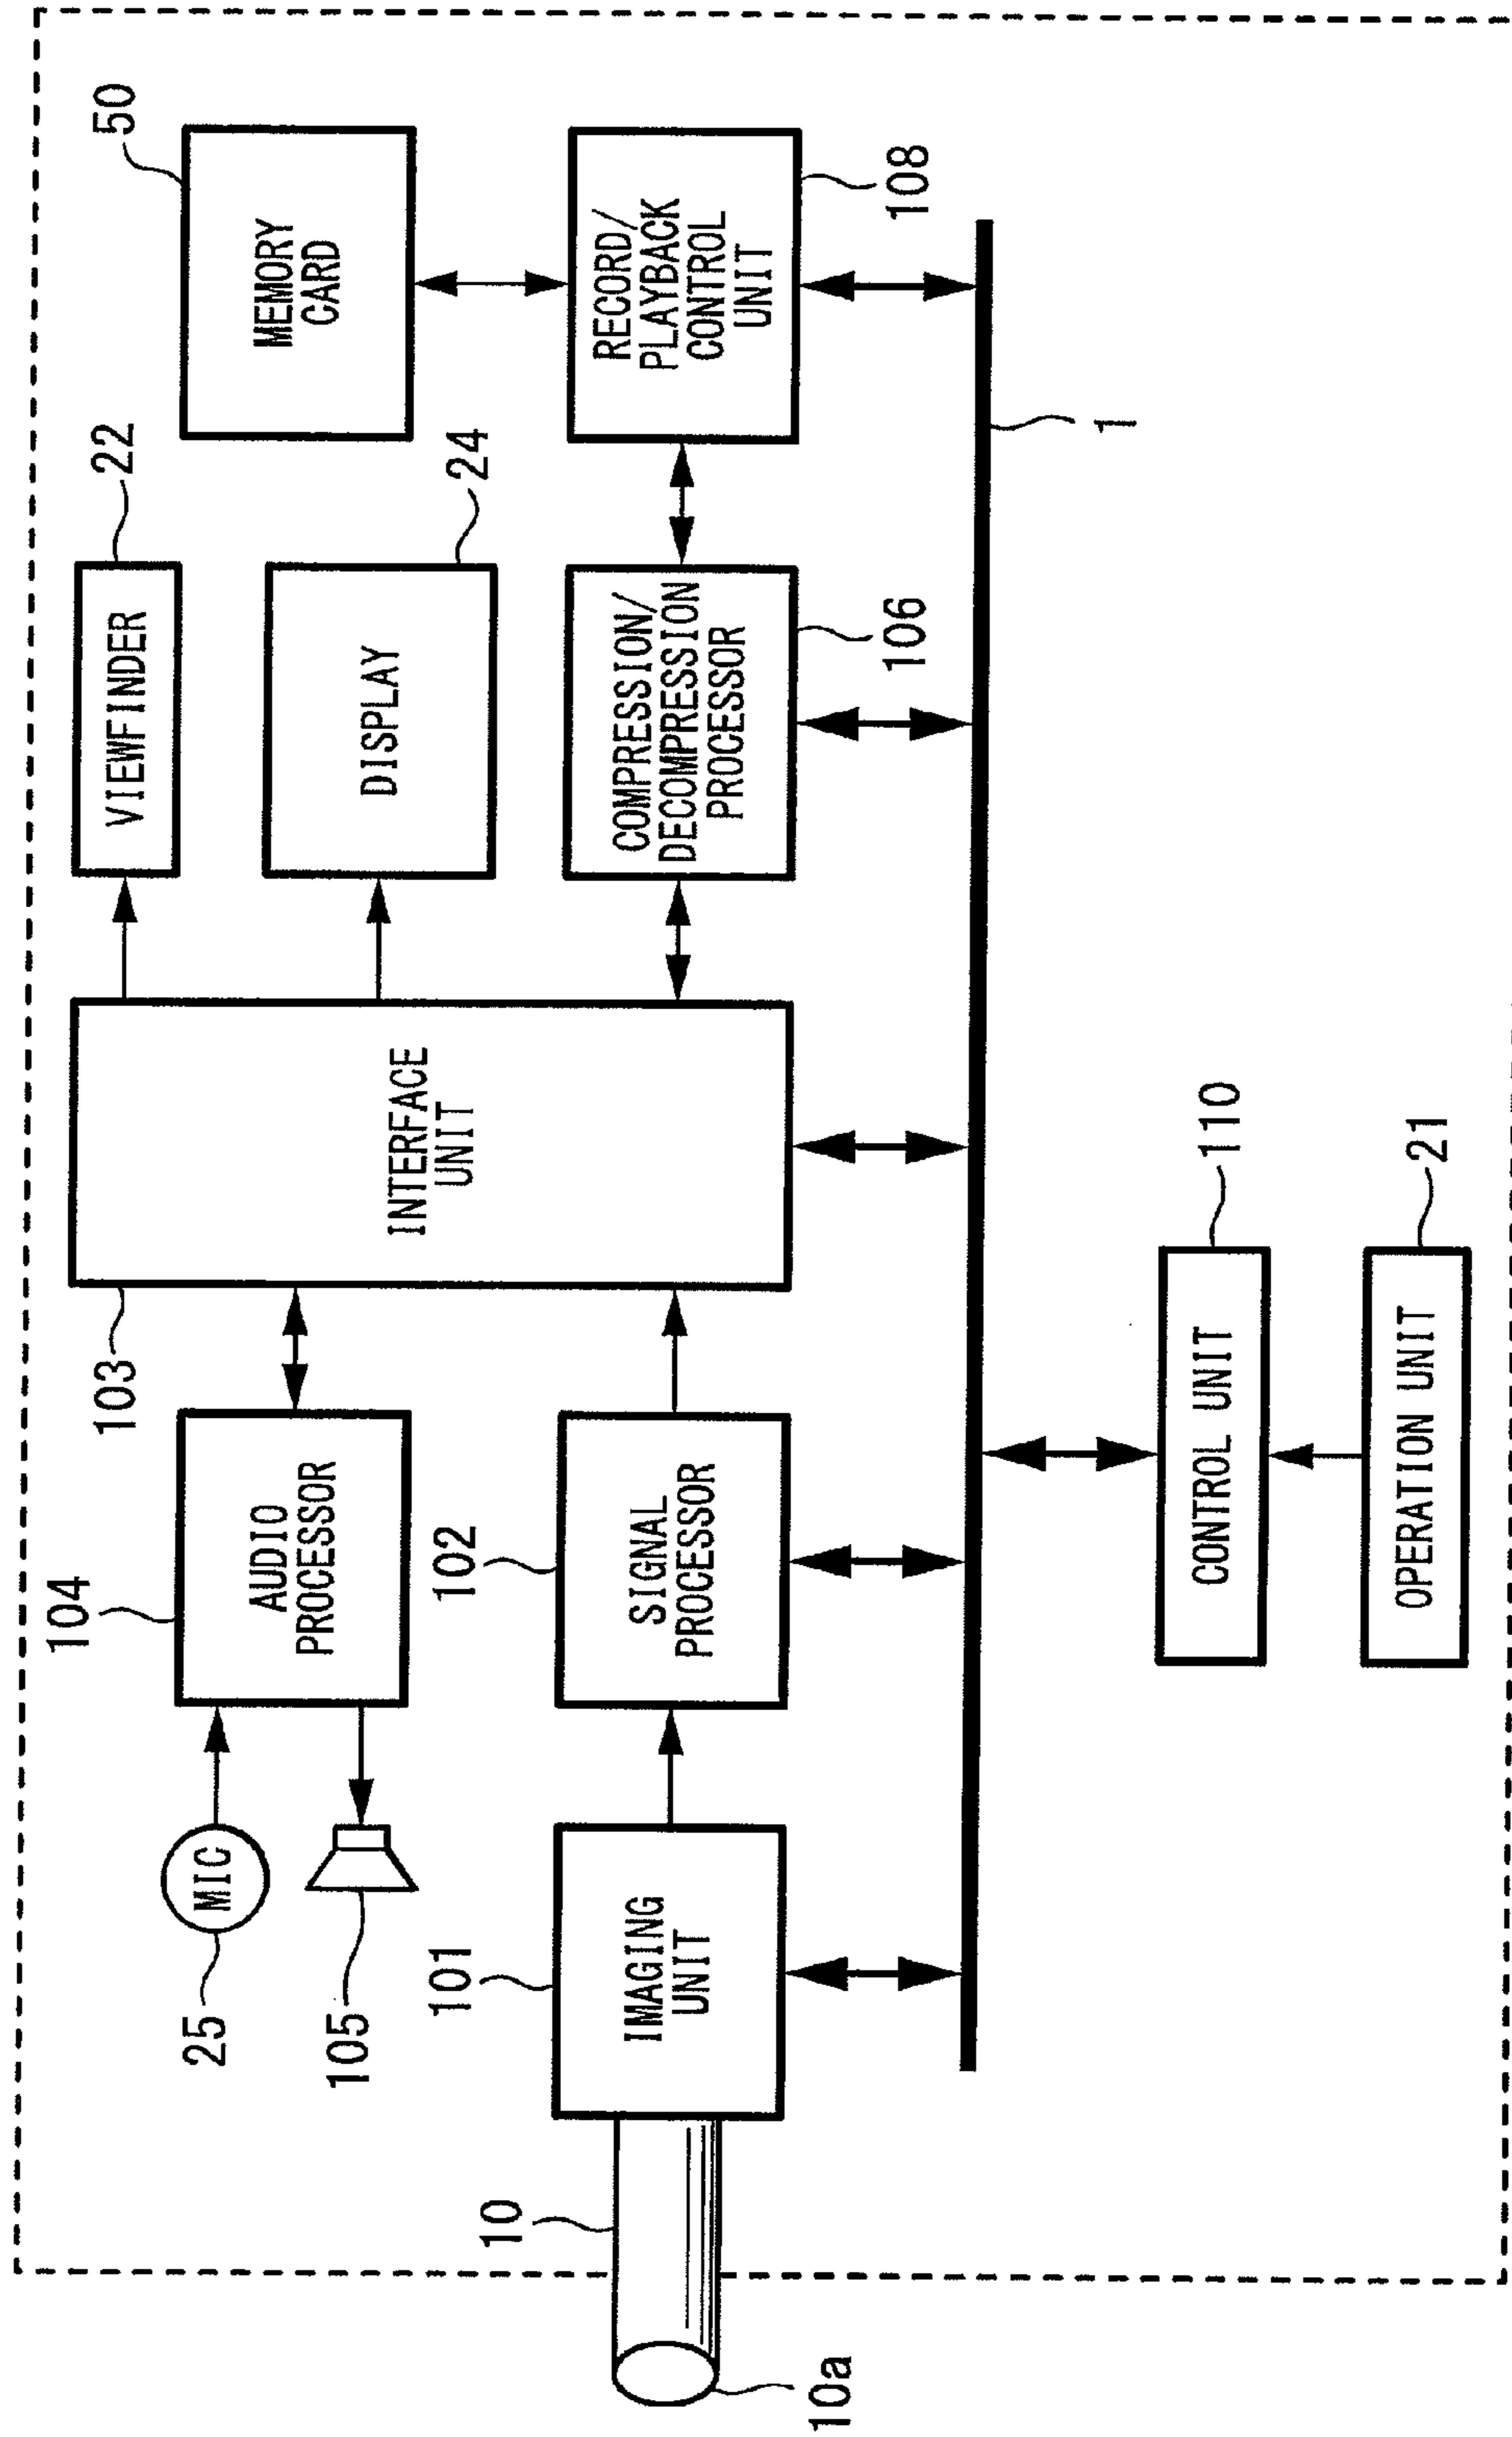 50
MEMORY
CARD
22
VIEWFINDER
24
DISPLAY
RECORD/
PLAYBACK
CONTROL
UNIT
108
COMPRESSION/
DECOMPRESSION
PROCESSOR
106
103
INTERFACE
UNIT
104
AUDIO
PROCESSOR
102
SIGNAL
PROCESSOR
MIC
25
105
101
IMAGING
UNIT
10
10a
1
110
CONTROL UNIT
21
OPERATION UNIT